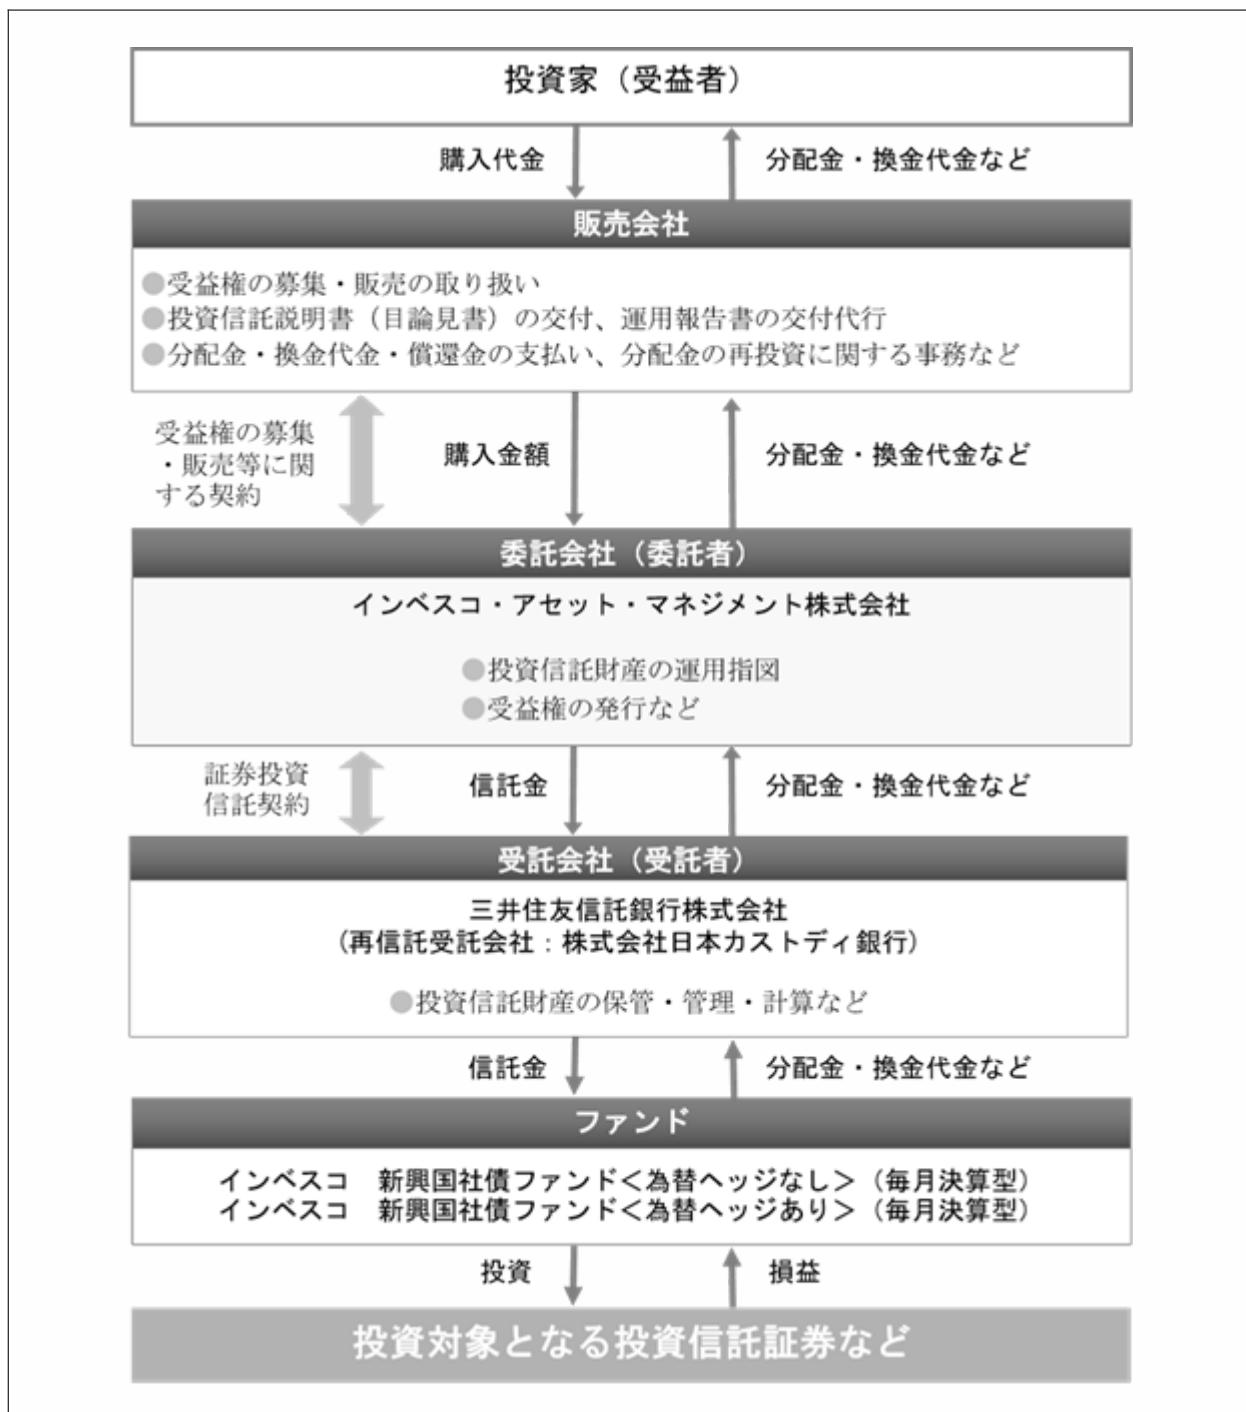 投資家（受益者）
購入代金
分配金・換金代金など
販売会社
●受益権の募集・販売の取り扱い
●投資信託説明書（目論見書）の交付、運用報告書の交付代行
●分配金・換金代金・償還金の支払い、分配金の再投資に関する事務など
受益権の募集
・販売等に関
する契約
購入金額
分配金・換金代金など
委託会社（委託者）
インベスコ・アセット・マネジメント株式会社
●投資信託財産の運用指図
●受益権の発行など
証券投資
信託契約
信託金
分配金・換金代金など
受託会社（受託者）
三井住友信託銀行株式会社
（再信託受託会社：株式会社日本カストディ銀行）
●投資信託財産の保管・管理・計算など
信託金
分配金・換金代金など
ファンド
インベスコ　新興国社債ファンド＜為替ヘッジなし＞（毎月決算型）
インベスコ　新興国社債ファンド＜為替ヘッジあり＞（毎月決算型）
投資
損益
投資対象となる投資信託証券など